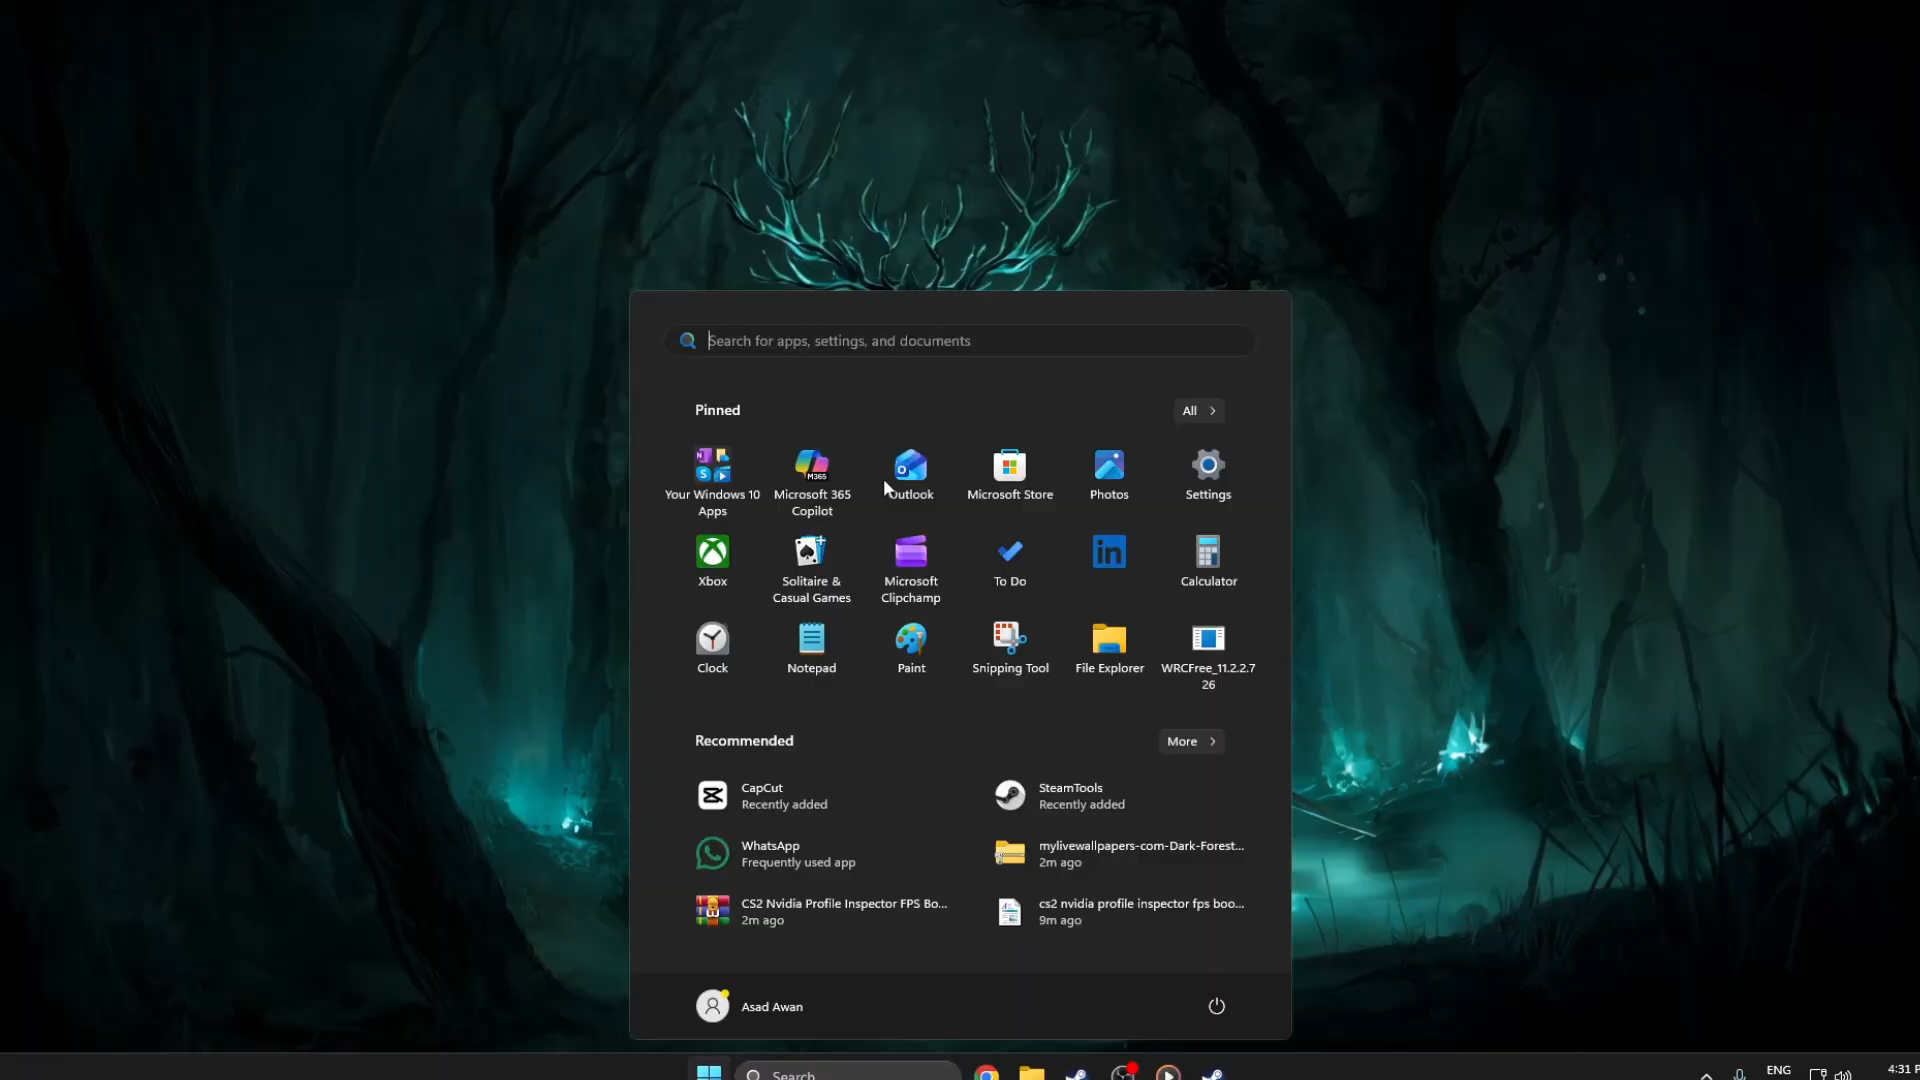 Search for apps, settings, and documents
Pinned
All
Your Windows 10
Apps
M365
Microsoft 365
Copilot
Outlook
Microsoft Store
Photos
Settings
Xbox
Solitaire &
Casual Games
Microsoft
Clipchamp
To Do
in
Calculator
Clock
Notepad
Paint
Snipping Tool
File Explorer
WRCFree_11.2.2.7
26
Recommended
More
CapCut
Recently added
SteamTools
Recently added
WhatsApp
Frequently used app
mylivewallpapers-com-Dark-Forest...
2m ago
CS2 Nvidia Profile Inspector FPS Bo...
2m ago
cs2 nvidia profile inspector fps boo...
9m ago
Asad Awan
Search
ENG
4:31 P